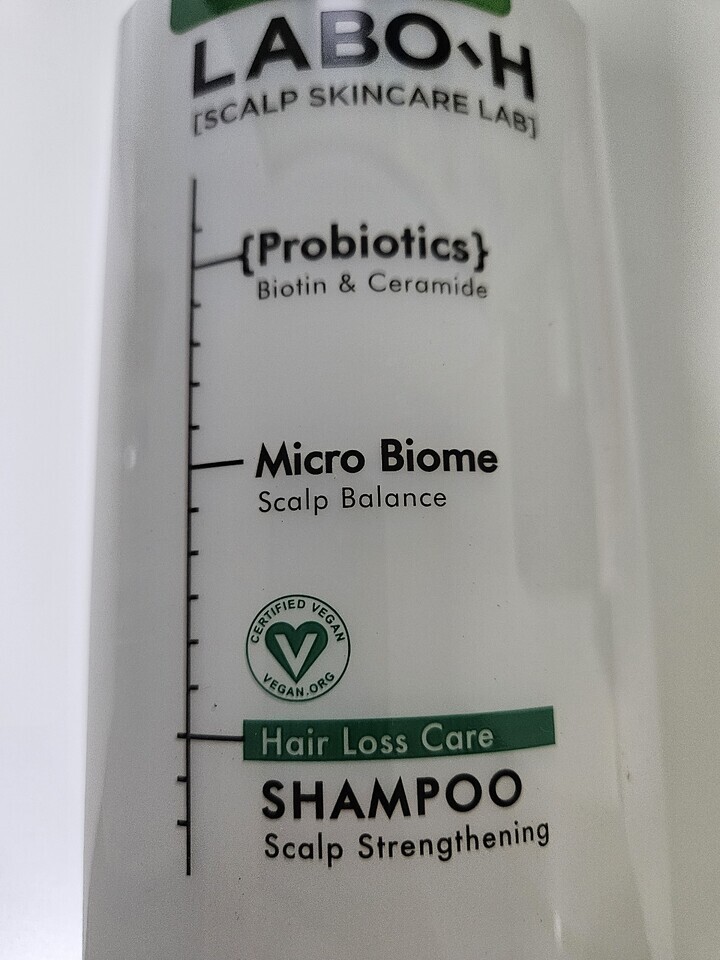 LABO-H
[SCALP SKINCARE LAB]
{Probiotics}
Biotin & Ceramide
Micro Biome
Scalp Balance
CERTIFIED VEGAN
V
VEGAN.ORG
Hair Loss Care
SHAMPOO
Scalp Strengthening